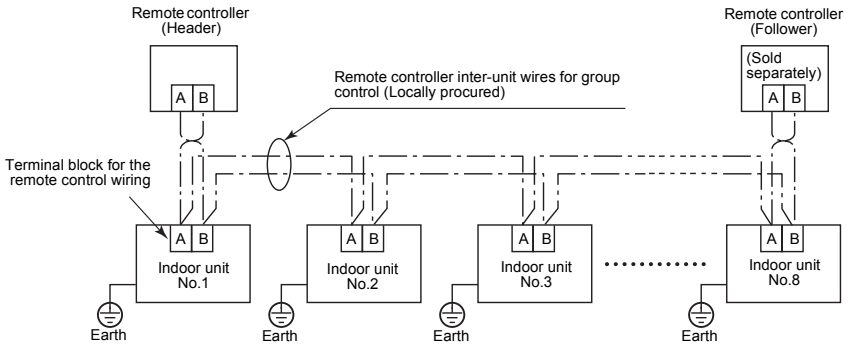 Remote controller
(Header)
Remote controller
(Follower)
(Sold
separately)
A B
A B
Remote controller inter-unit wires for group
control (Locally procured)
Terminal block for the
remote control wiring
A B
A B
A B
A B
Indoor unit
No.1
Indoor unit
No.2
Indoor unit
No.3
Indoor unit
No.8
Earth
Earth
Earth
Earth